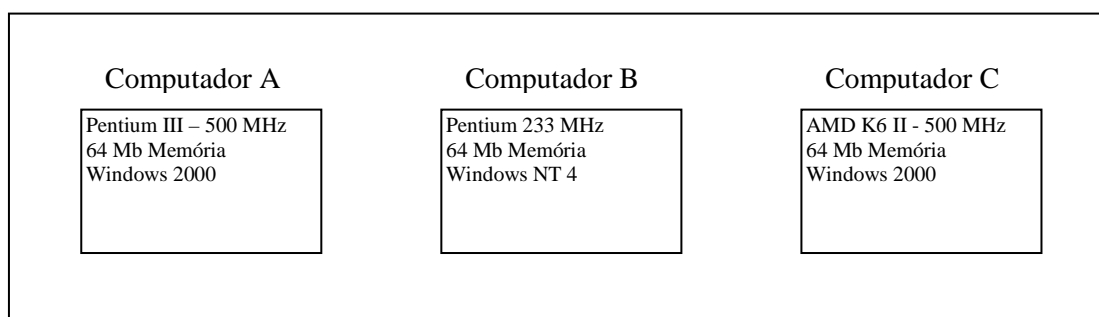 Computador A
Pentium III – 500 MHz
64 Mb Memória
Windows 2000
Computador B
Pentium 233 MHz
64 Mb Memória
Windows NT 4
Computador C
AMD K6 II - 500 MHz
64 Mb Memória
Windows 2000